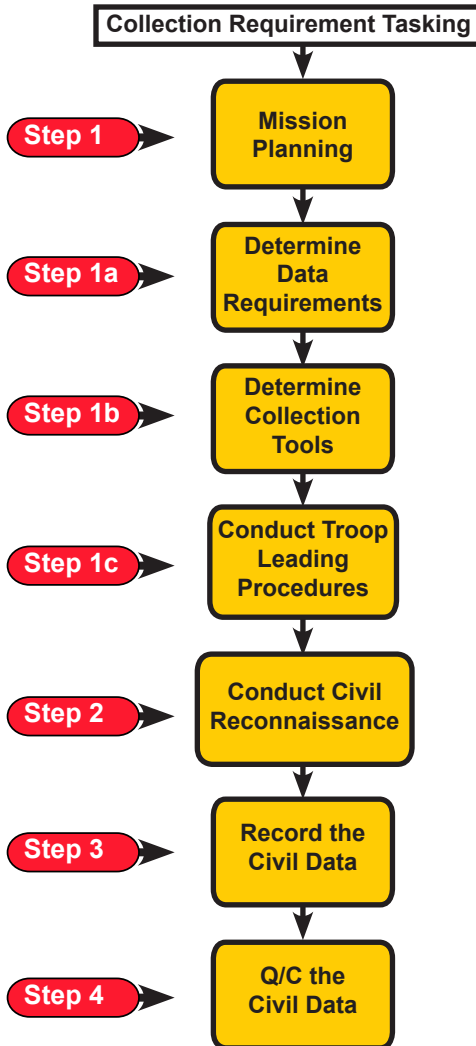 Collection Requirement Tasking
Step 1
Mission
Planning
Step 1a
Determine
Data
Requirements
Step 1b
Determine
Collection
Tools
Step 1c
Conduct Troop
Leading
Procedures
Step 2
Conduct Civil
Reconnaissance
Step 3
Record the
Civil Data
Step 4
Q/C the
Civil Data